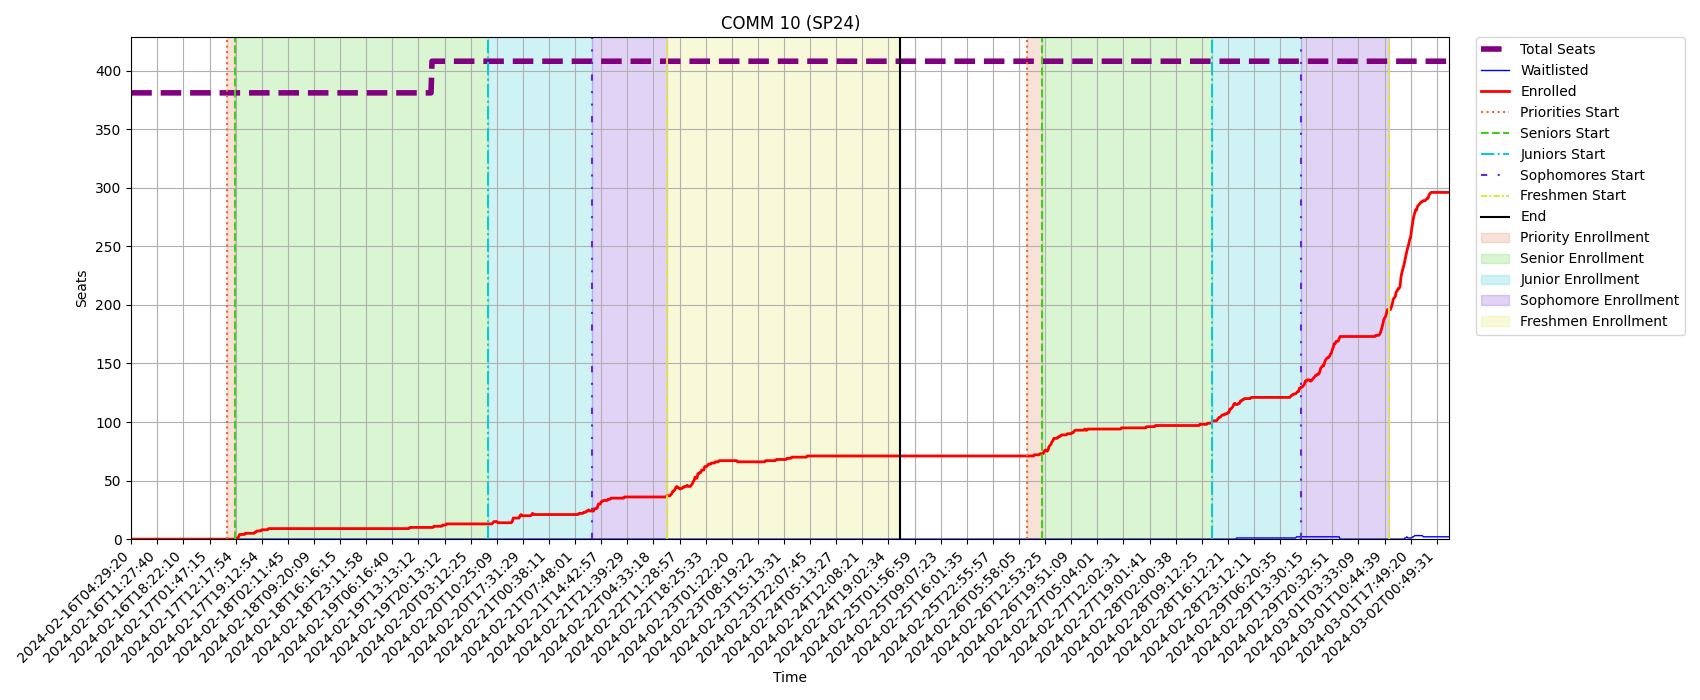 COMM 10 (SP24)
Total Seats
Waitlisted
Enrolled
Priorities Start
Seniors Start
Juniors Start
Sophomores Start
Freshmen Start
End
Priority Enrollment
Senior Enrollment
Junior Enrollment
Sophomore Enrollment
Freshmen Enrollment
Seats
400
350
300
250
200
150
100
50
0
2024-02-16T04:29:20
2024-02-16T11:27:40
2024-02-16T18:22:10
2024-02-17T01:47:15
2024-02-17T12:17:54
2024-02-17T19:12:54
2024-02-18T02:11:45
2024-02-18T09:20:09
2024-02-18T16:16:15
2024-02-18T23:11:58
2024-02-19T06:16:40
2024-02-19T13:13:12
2024-02-19T20:13:12
2024-02-20T03:12:25
2024-02-20T10:25:09
2024-02-20T17:31:29
2024-02-21T00:38:11
2024-02-21T07:48:01
2024-02-21T14:42:57
2024-02-21T21:39:29
2024-02-22T04:33:18
2024-02-22T11:28:57
2024-02-22T18:25:33
2024-02-23T01:22:20
2024-02-23T08:19:22
2024-02-23T15:13:31
2024-02-23T22:07:45
2024-02-24T05:13:27
2024-02-24T12:08:21
2024-02-24T19:02:34
2024-02-25T01:56:59
2024-02-25T09:07:23
2024-02-25T16:01:35
2024-02-25T22:55:57
2024-02-26T05:58:05
2024-02-26T12:53:25
2024-02-26T19:51:09
2024-02-27T05:04:01
2024-02-27T12:02:31
2024-02-27T19:01:41
2024-02-28T02:00:38
2024-02-28T09:12:25
2024-02-28T16:12:21
2024-02-28T23:12:11
2024-02-29T06:20:35
2024-02-29T13:30:15
2024-02-29T20:32:51
2024-03-01T03:33:09
2024-03-01T10:44:39
2024-03-01T17:49:20
2024-03-02T00:49:31
Time